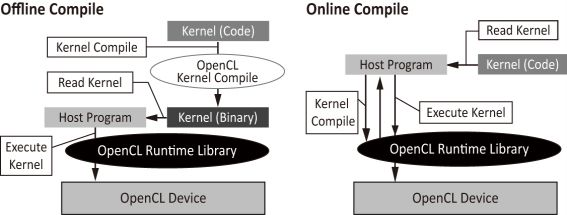 Offline Compile
Kernel (Code)
Kernel Compile
OpenCL
Kernel Compile
Read Kernel
Host Program
Kernel (Binary)
Execute
Kernel
OpenCL Runtime Library
OpenCL Device
Online Compile
Read Kernel
Host Program
Kernel (Code)
Kernel
Compile
Execute Kernel
OpenCL Runtime Library
OpenCL Device